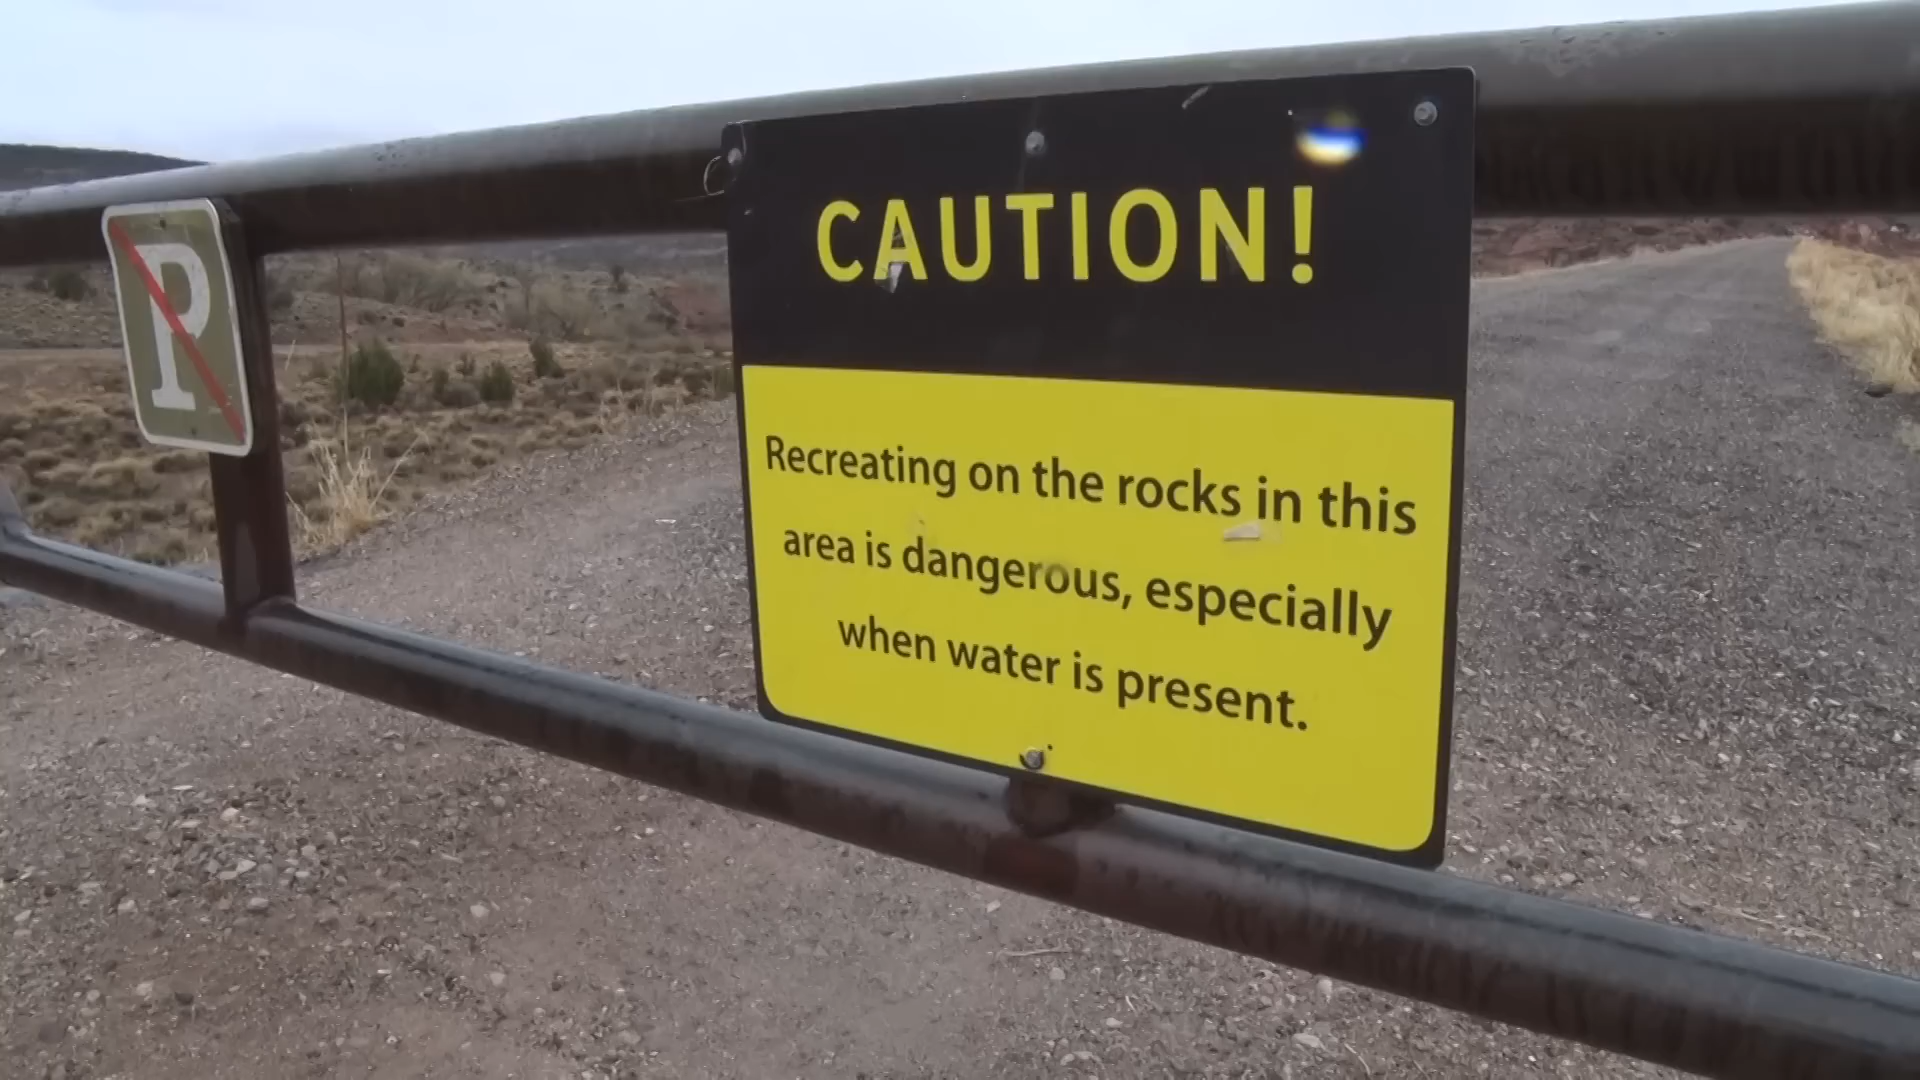 P
CAUTION!
Recreating on the rocks in this
area is dangerous, especially
when water is present.